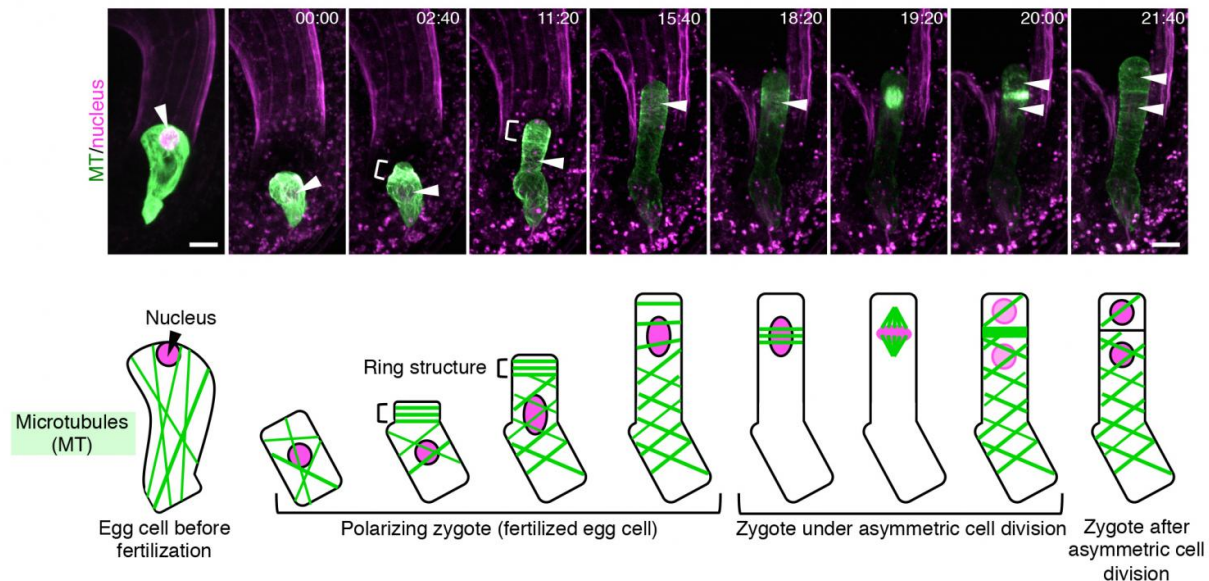 MT/nucleus
00:00
02:40
11:20
15:40
18:20
19:20
20:00
21:40
Nucleus
Ring structure
Microtubules
(MT)
Egg cell before
fertilization
Polarizing zygote (fertilized egg cell)
Zygote under asymmetric cell division
Zygote after
asymmetric cell
division